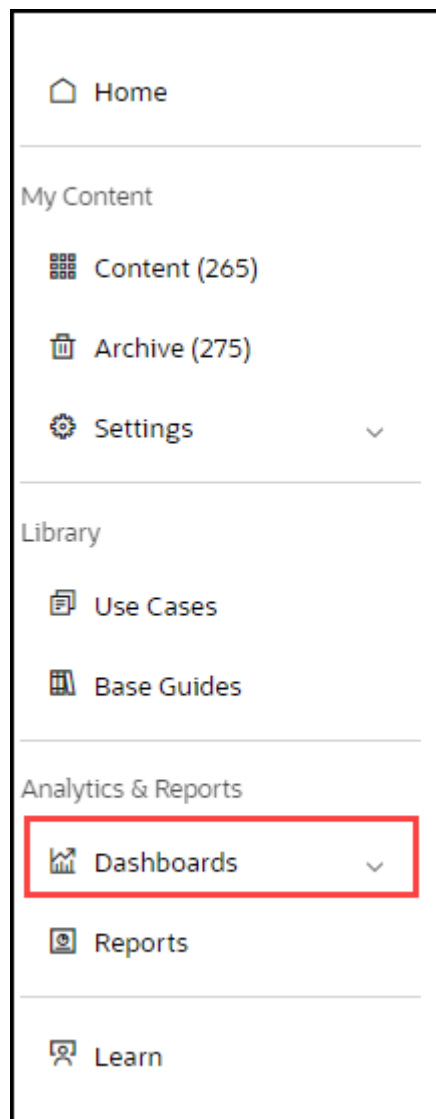 Home
My Content
Content (265)
Archive (275)
Settings
Library
Use Cases
Base Guides
Analytics & Reports
Dashboards
Reports
Learn